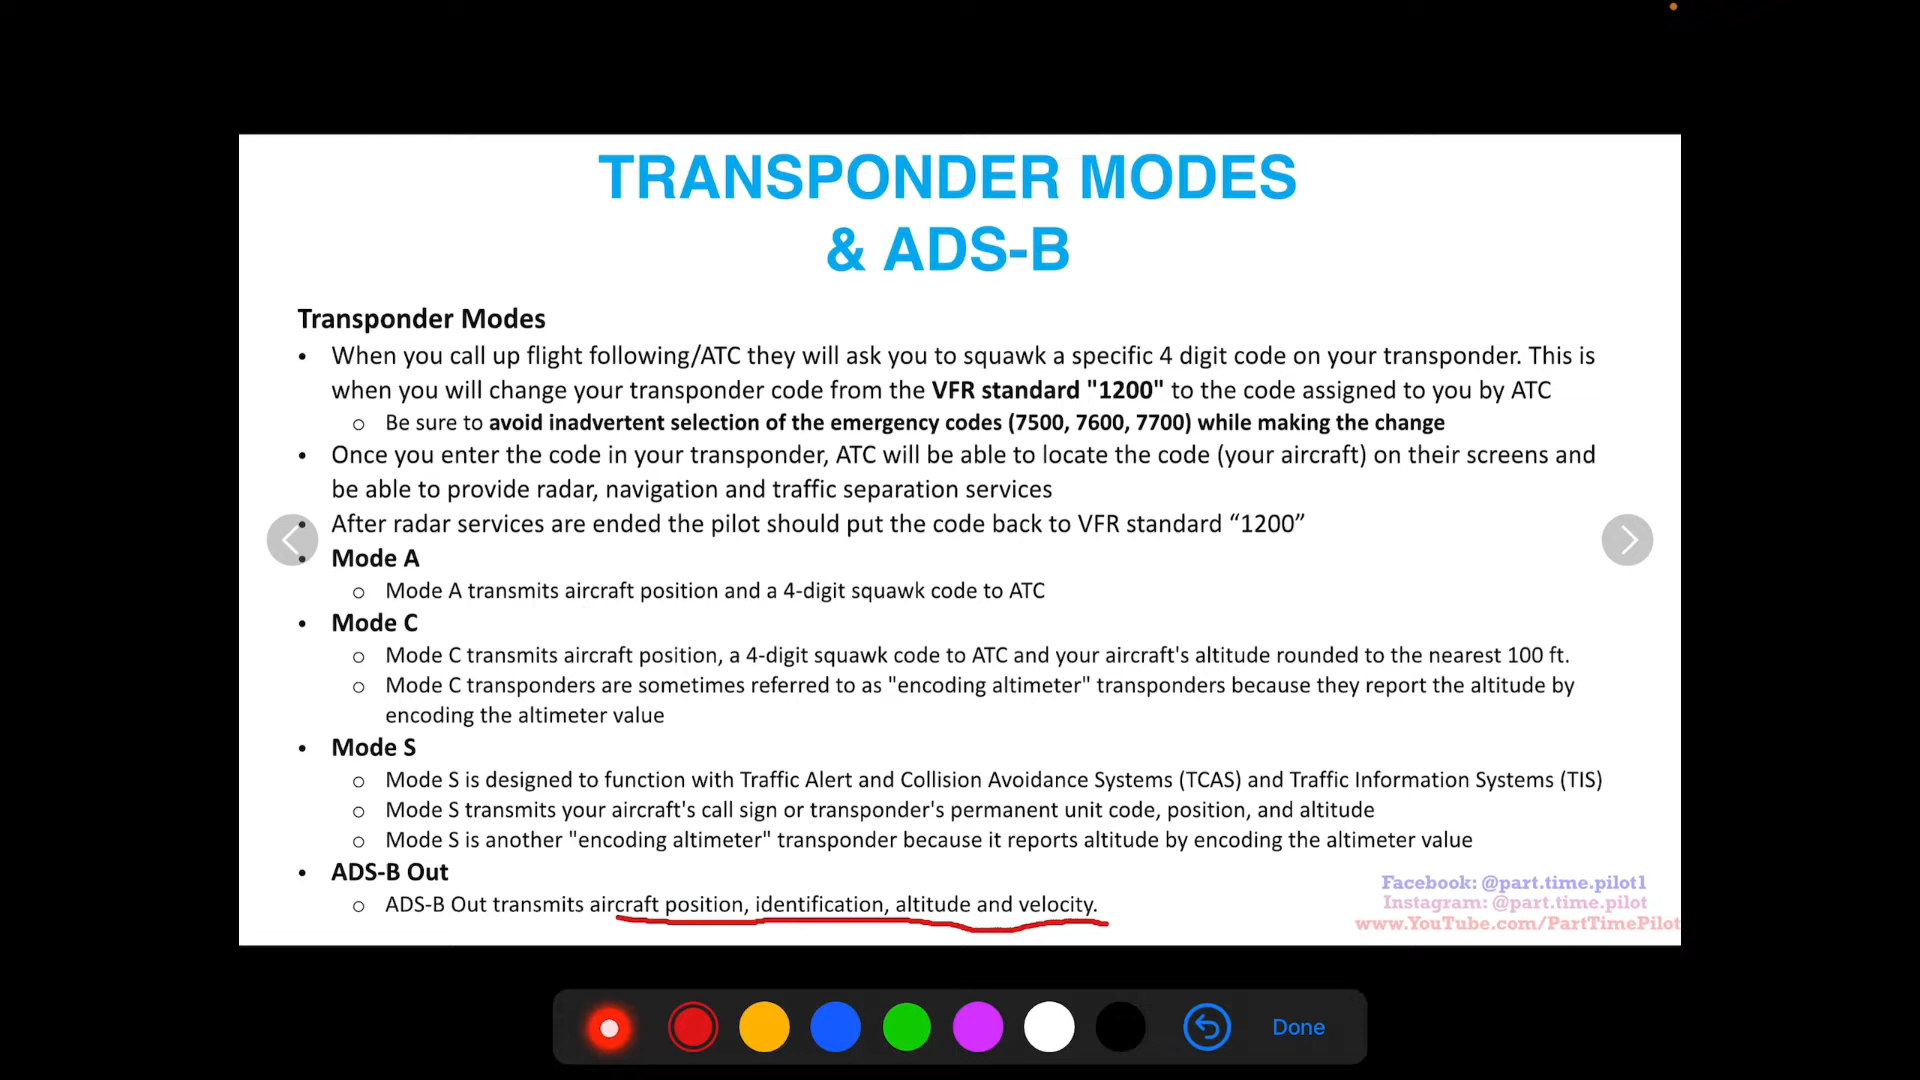 TRANSPONDER MODES
& ADS-B
Transponder Modes
• When you call up flight following/ATC they will ask you to squawk a specific 4 digit code on your transponder. This is
when you will change your transponder code from the VFR standard "1200" to the code assigned to you by ATC
o Be sure to avoid inadvertent selection of the emergency codes (7500, 7600, 7700) while making the change
• Once you enter the code in your transponder, ATC will be able to locate the code (your aircraft) on their screens and
be able to provide radar, navigation and traffic separation services
• After radar services are ended the pilot should put the code back to VFR standard “1200”
• Mode A
o Mode A transmits aircraft position and a 4-digit squawk code to ATC
• Mode C
o Mode C transmits aircraft position, a 4-digit squawk code to ATC and your aircraft's altitude rounded to the nearest 100 ft.
o Mode C transponders are sometimes referred to as "encoding altimeter" transponders because they report the altitude by
encoding the altimeter value
• Mode S
o Mode S is designed to function with Traffic Alert and Collision Avoidance Systems (TCAS) and Traffic Information Systems (TIS)
o Mode S transmits your aircraft's call sign or transponder's permanent unit code, position, and altitude
o Mode S is another "encoding altimeter" transponder because it reports altitude by encoding the altimeter value
• ADS-B Out
o ADS-B Out transmits aircraft position, identification, altitude and velocity.
Facebook: @part.time.pilot1
Instagram: @part.time.pilot
www.YouTube.com/PartTimePilot
Done